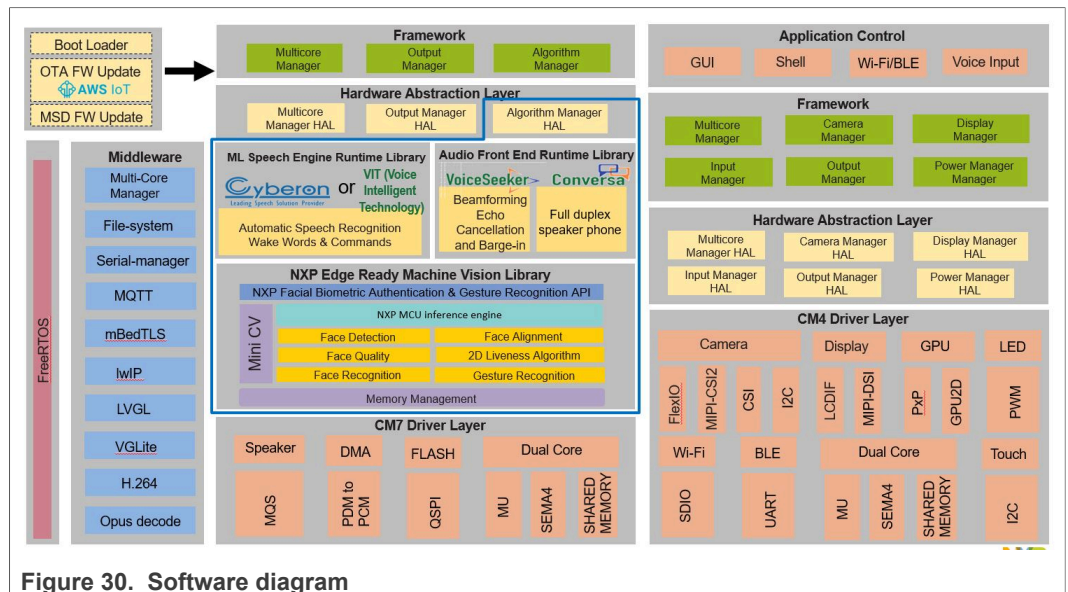 Boot Loader
OTA FW Update
AWS IoT
MSD FW Update
FreeRTOS
Middleware
Multi-Core
Manager
File-system
Serial-manager
MQTT
mBedTLS
lwIP
LVGL
VGLite
H.264
Opus decode
Framework
Multicore
Manager
Output
Manager
Algorithm
Manager
Hardware Abstraction Layer
Multicore
Manager HAL
Output Manager
HAL
Algorithm Manager
HAL
ML Speech Engine Runtime Library
Cyberon
Leading Speech Solution Provider
or
VIT (Voice
Intelligent
Technology)
Automatic Speech Recognition
Wake Words & Commands
Audio Front End Runtime Library
VoiceSeeker
Conversa
Beamforming
Echo
Cancellation
and Barge-in
Full duplex
speaker phone
NXP Edge Ready Machine Vision Library
NXP Facial Biometric Authentication & Gesture Recognition API
Mini CV
NXP MCU inference engine
Face Detection
Face Alignment
Face Quality
2D Liveness Algorithm
Face Recognition
Gesture Recognition
Memory Management
CM7 Driver Layer
Speaker
DMA
FLASH
Dual Core
MQS
PDM to
PCM
QSPI
MU
SEMA4
SHARED
MEMORY
Application Control
GUI
Shell
Wi-Fi/BLE
Voice Input
Framework
Multicore
Manager
Camera
Manager
Display
Manager
Input
Manager
Output
Manager
Power Manager
Manager
Hardware Abstraction Layer
Multicore
Manager HAL
Camera Manager
HAL
Display Manager
HAL
Input Manager
HAL
Output Manager
HAL
Power Manager
HAL
CM4 Driver Layer
Camera
Display
GPU
LED
FlexIO
MIPI-CSI2
CSI
I2C
LCDIF
MIPI-DSI
PxP
GPU2D
PWM
Wi-Fi
BLE
Dual Core
Touch
SDIO
UART
MU
SEMA4
SHARED
MEMORY
I2C
Figure 30. Software diagram